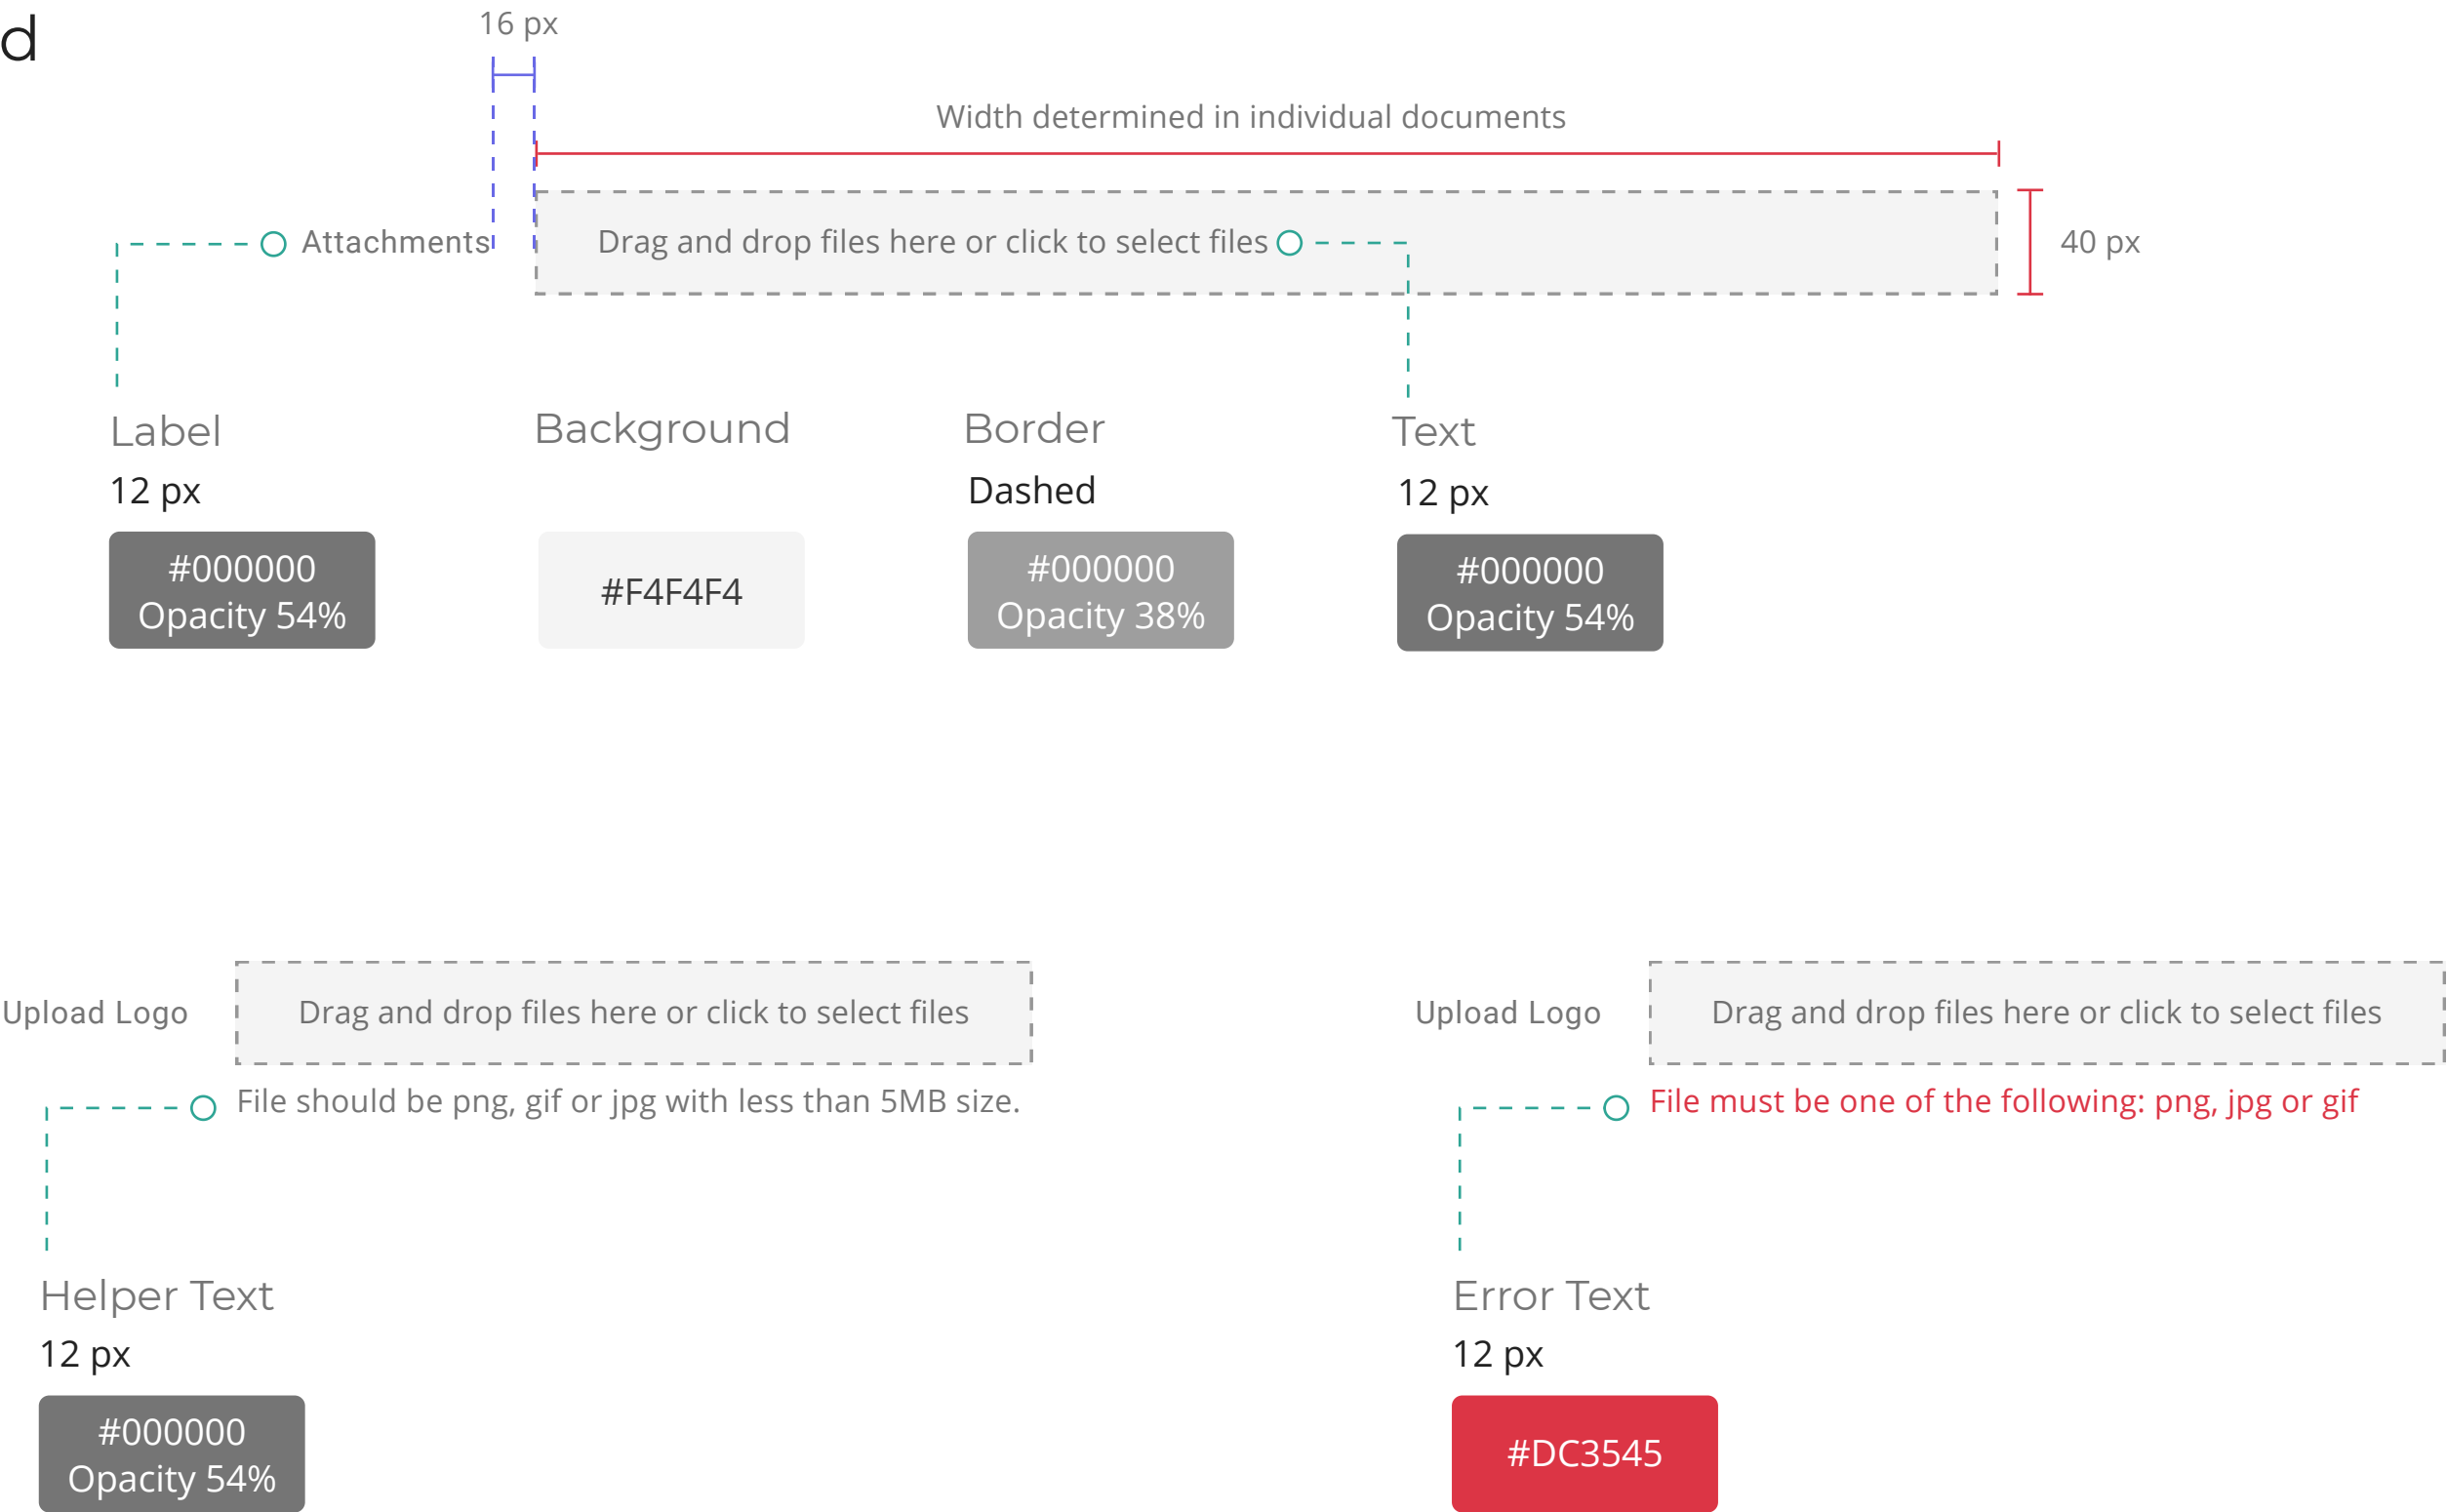 d
16 px
Width determined in individual documents
Attachments
Drag and drop files here or click to select files
40 px
Label
Background
Border
Text
12 px
Dashed
12 px
#000000
Opacity 54%
#F4F4F4
#000000
Opacity 38%
#000000
Opacity 54%
Upload Logo
Drag and drop files here or click to select files
File should be png, gif or jpg with less than 5MB size.
Upload Logo
Drag and drop files here or click to select files
File must be one of the following: png, jpg or gif
Helper Text
12 px
#000000
Opacity 54%
Error Text
12 px
#DC3545